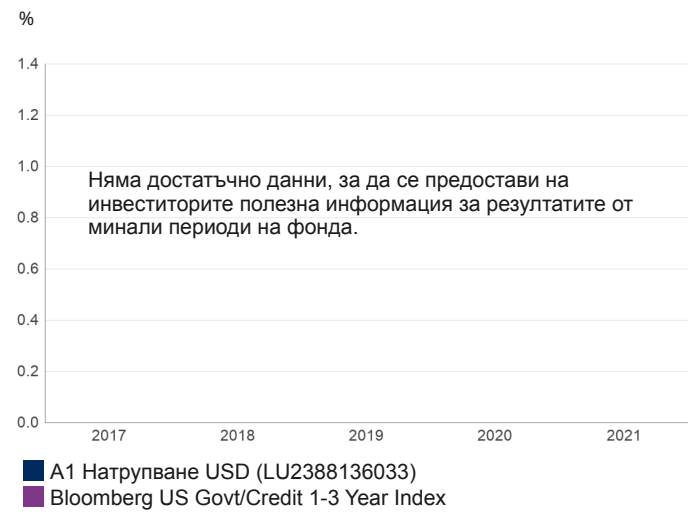 %
1.4
1.2
1.0
Няма достатъчно данни, за да се предостави на
инвеститорите полезна информация за резултатите от
0.8
минали периоди на фонда.
0.6
0.4
0.2
0.0
2017 2018 2019 2020 2021
A1 Натрупване USD (LU2388136033)
Bloomberg US Govt/Credit 1-3 Year Index